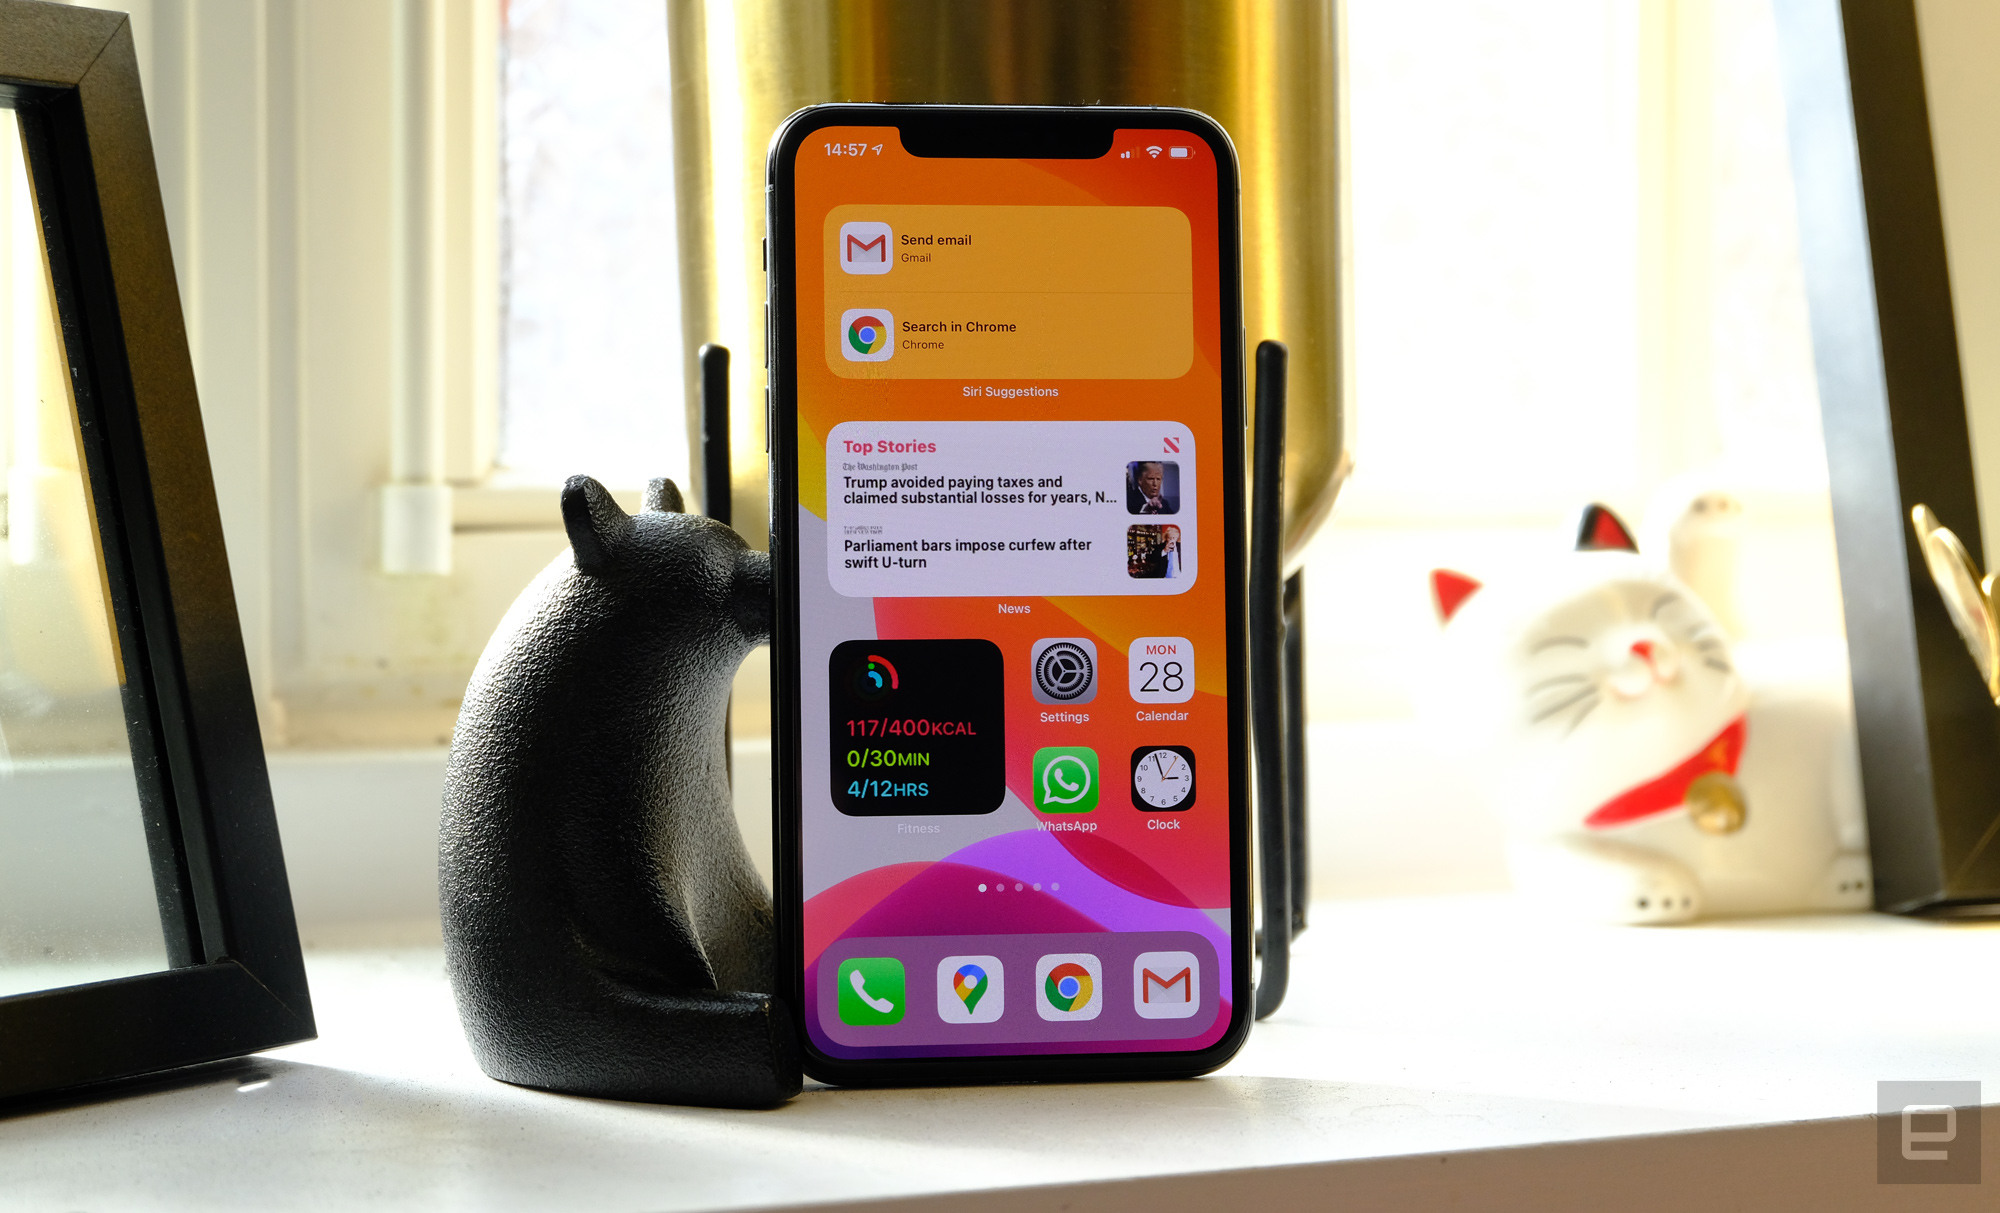 14:57
Send email
Gmail
Search in Chrome
Chrome
Siri Suggestions
Top Stories
The Washington Post
Trump avoided paying taxes and
claimed substantial losses for years, N...
Parliament bars impose curfew after
swift U-turn
News
117/400KCAL
0/30MIN
4/12HRS
Fitness
Settings
MON
28
Calendar
WhatsApp
Clock